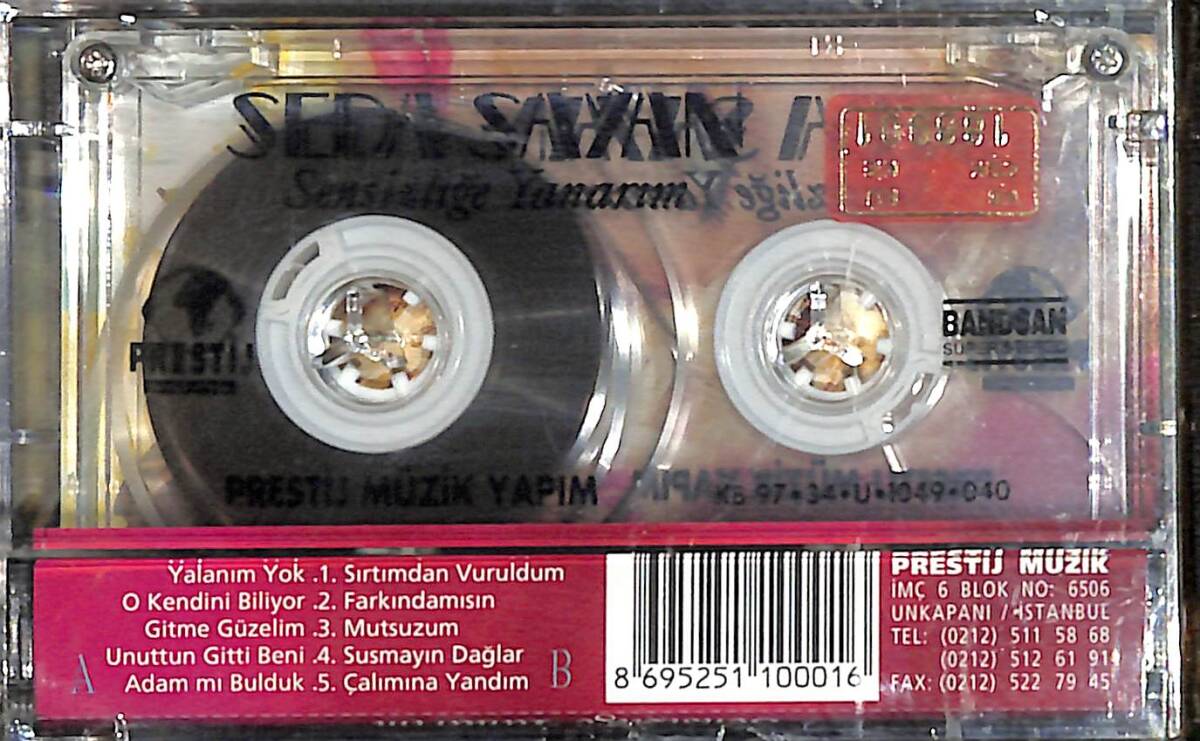 SEDA SAYAN
PRESTİJ
BANDSAN
PRESTİJ MÜZİK YAPIM
KB 97•34•U•1049•040
Yalanım Yok .1. Sırtımdan Vuruldum
O Kendini Biliyor .2. Farkındamısın
Gitme Güzelim .3. Mutsuzum
Unuttun Gitti Beni .4. Susmayın Dağlar
A Adam mı Bulduk .5. Çalımına Yandım B
8 695251 100016
PRESTİJ MÜZİK
İMÇ 6 BLOK NO: 6506
UNKAPANI / İSTANBUL
TEL: (0212) 511 58 68
(0212) 512 61 91
FAX: (0212) 522 79 45